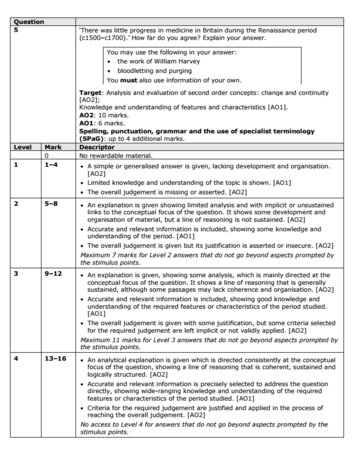 Question
5 'There was little progress in medicine in Britain during the Renaissance period
(c1500–c1700).' How far do you agree? Explain your answer.
You may use the following in your answer:
• the work of William Harvey
• bloodletting and purging
You must also use information of your own.
Target: Analysis and evaluation of second order concepts: change and continuity
[AO2];
Knowledge and understanding of features and characteristics [AO1].
AO2: 10 marks.
AO1: 6 marks.
Spelling, punctuation, grammar and the use of specialist terminology
(SPaG): up to 4 additional marks.
Level Mark Descriptor
0 No rewardable material.
1 1–4 • A simple or generalised answer is given, lacking development and organisation.
[AO2]
• Limited knowledge and understanding of the topic is shown. [AO1]
• The overall judgement is missing or asserted. [AO2]
2 5–8 • An explanation is given showing limited analysis and with implicit or unsustained
links to the conceptual focus of the question. It shows some development and
organisation of material, but a line of reasoning is not sustained. [AO2]
• Accurate and relevant information is included, showing some knowledge and
understanding of the period. [AO1]
• The overall judgement is given but its justification is asserted or insecure. [AO2]
Maximum 7 marks for Level 2 answers that do not go beyond aspects prompted by
the stimulus points.
3 9–12 • An explanation is given, showing some analysis, which is mainly directed at the
conceptual focus of the question. It shows a line of reasoning that is generally
sustained, although some passages may lack coherence and organisation. [AO2]
• Accurate and relevant information is included, showing good knowledge and
understanding of the required features or characteristics of the period studied.
[AO1]
• The overall judgement is given with some justification, but some criteria selected
for the required judgement are left implicit or not validly applied. [AO2]
Maximum 11 marks for Level 3 answers that do not go beyond aspects prompted by
the stimulus points.
4 13–16 • An analytical explanation is given which is directed consistently at the conceptual
focus of the question, showing a line of reasoning that is coherent, sustained and
logically structured. [AO2]
• Accurate and relevant information is precisely selected to address the question
directly, showing wide-ranging knowledge and understanding of the required
features or characteristics of the period studied. [AO1]
• Criteria for the required judgement are justified and applied in the process of
reaching the overall judgement. [AO2]
No access to Level 4 for answers that do not go beyond aspects prompted by the
stimulus points.